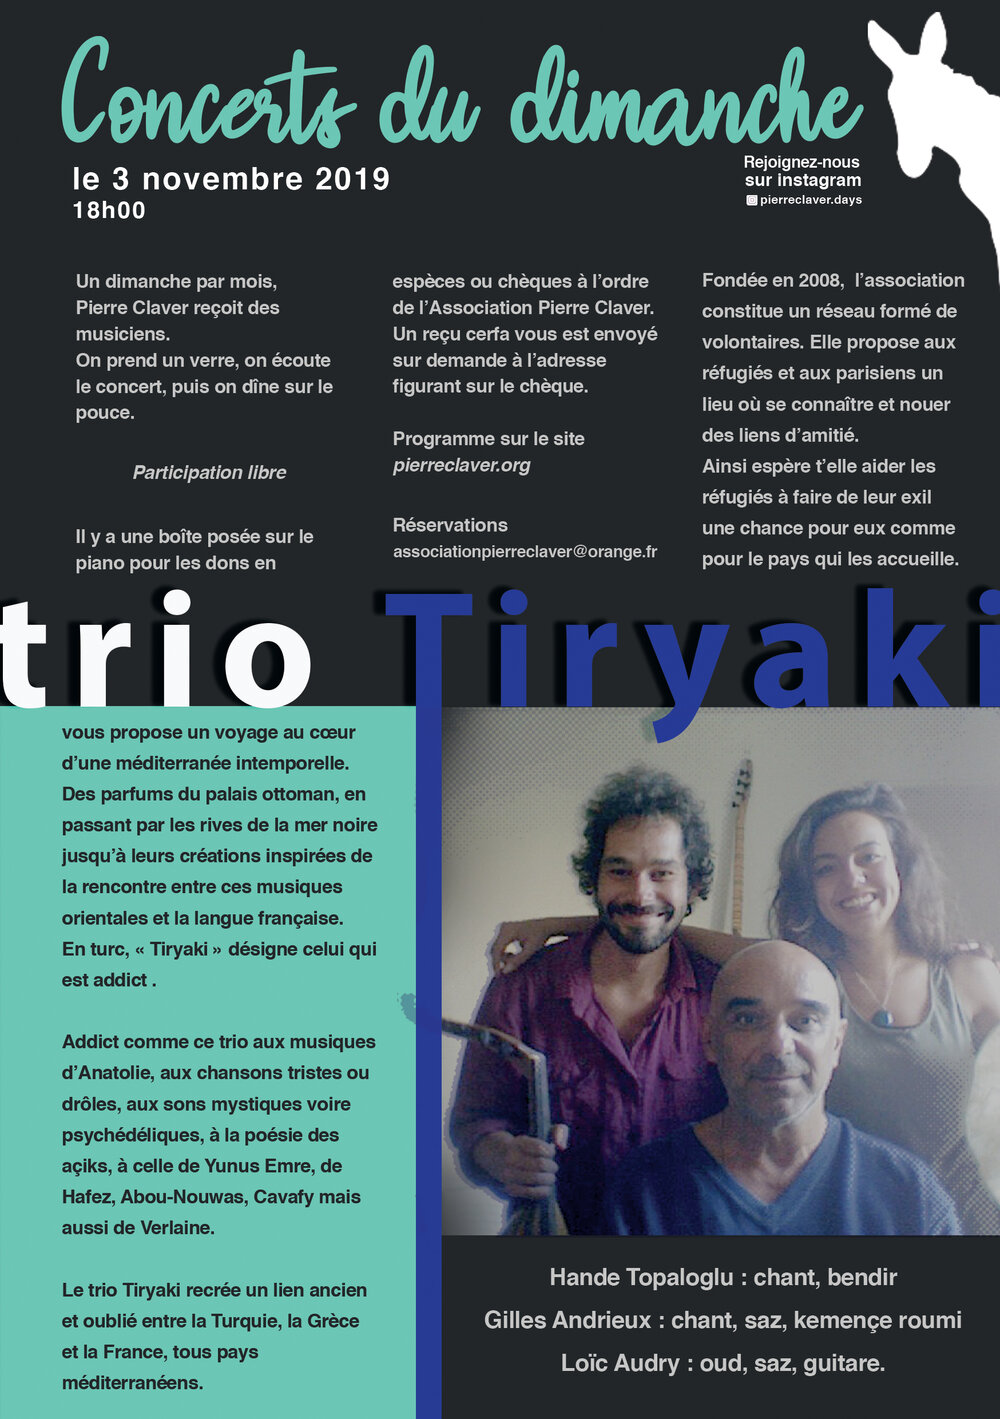 Concerts du dimanche
le 3 novembre 2019
18h00
Rejoignez-nous
sur instagram
pierreclaver.days
Un dimanche par mois,
Pierre Claver reçoit des
musiciens.
On prend un verre, on écoute
le concert, puis on dîne sur le
pouce.
Participation libre
Il y a une boîte posée sur le
piano pour les dons en
espèces ou chèques à l’ordre
de l’Association Pierre Claver.
Un reçu cerfa vous est envoyé
sur demande à l’adresse
figurant sur le chèque.
Programme sur le site
pierreclaver.org
Réservations
associationpierreclaver@orange.fr
Fondée en 2008,  l’association
constitue un réseau formé de
volontaires. Elle propose aux
réfugiés et aux parisiens un
lieu où se connaître et nouer
des liens d’amitié.
Ainsi espère t’elle aider les
réfugiés à faire de leur exil
une chance pour eux comme
pour le pays qui les accueille.
trio Tiryaki
vous propose un voyage au cœur
d’une méditerranée intemporelle.
Des parfums du palais ottoman, en
passant par les rives de la mer noire
jusqu’à leurs créations inspirées de
la rencontre entre ces musiques
orientales et la langue française.
En turc, « Tiryaki » désigne celui qui
est addict .
Addict comme ce trio aux musiques
d’Anatolie, aux chansons tristes ou
drôles, aux sons mystiques voire
psychédéliques, à la poésie des
açiks, à celle de Yunus Emre, de
Hafez, Abou-Nouwas, Cavafy mais
aussi de Verlaine.
Le trio Tiryaki recrée un lien ancien
et oublié entre la Turquie, la Grèce
et la France, tous pays
méditerranéens.
Hande Topaloglu : chant, bendir
Gilles Andrieux : chant, saz, kemençe roumi
Loïc Audry : oud, saz, guitare.